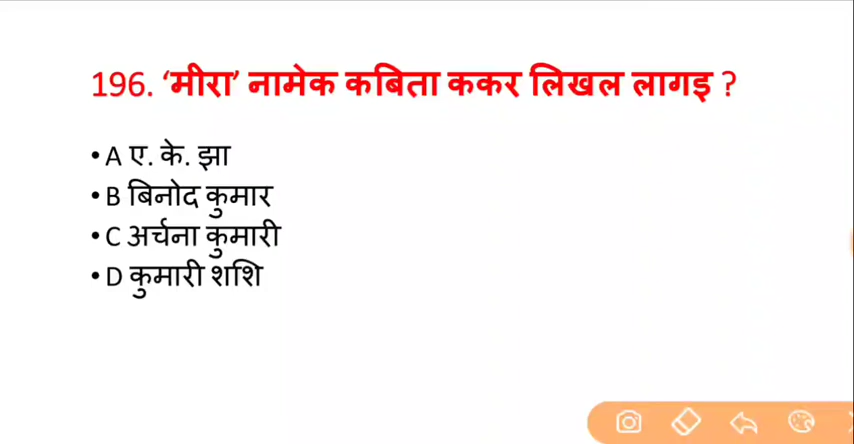 196. ‘मीरा’ नामेक कबिता ककर लिखल लागइ ?
• A ए. के. झा
• B बिनोद कुमार
• C अर्चना कुमारी
• D कुमारी शशि